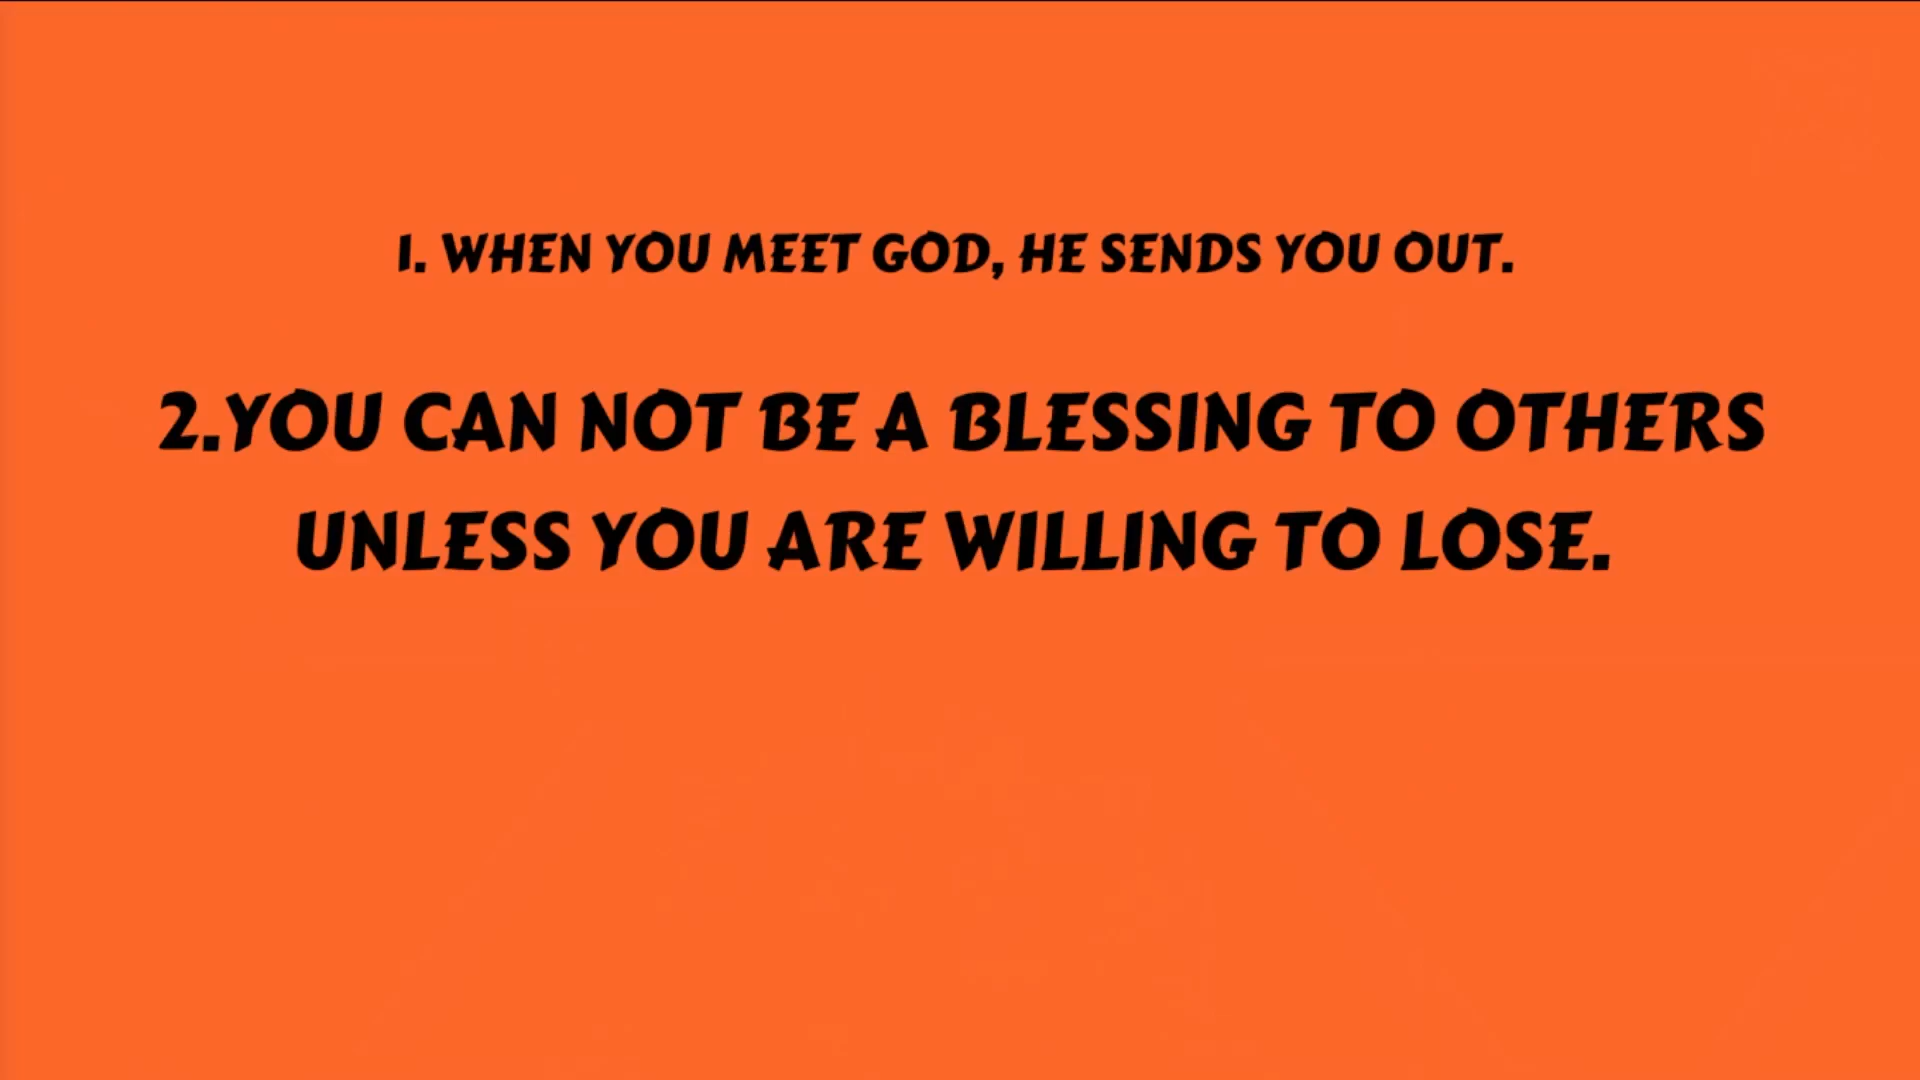 1. WHEN YOU MEET GOD, HE SENDS YOU OUT.
2.YOU CAN NOT BE A BLESSING TO OTHERS
UNLESS YOU ARE WILLING TO LOSE.